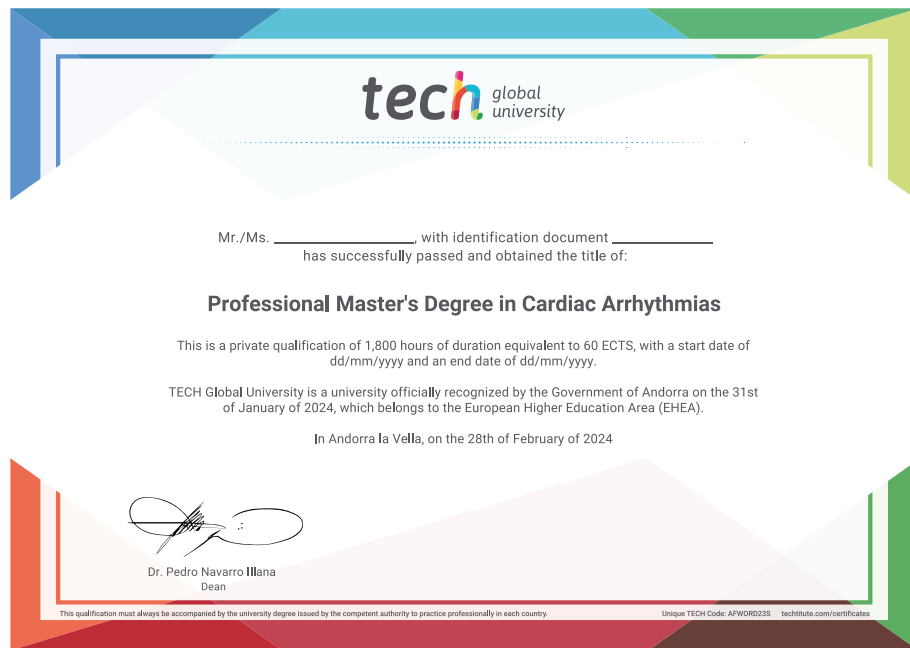 tech global university
Mr./Ms. ____________, with identification document ____________
has successfully passed and obtained the title of:
Professional Master's Degree in Cardiac Arrhythmias
This is a private qualification of 1,800 hours of duration equivalent to 60 ECTS, with a start date of
dd/mm/yyyy and an end date of dd/mm/yyyy.
TECH Global University is a university officially recognized by the Government of Andorra on the 31st
of January of 2024, which belongs to the European Higher Education Area (EHEA).
In Andorra la Vella, on the 28th of February of 2024
Dr. Pedro Navarro Illana
Dean
This qualification must always be accompanied by the university degree issued by the competent authority to practice professionally in each country.
Unique TECH Code: AFWORD23S techtitute.com/certificates